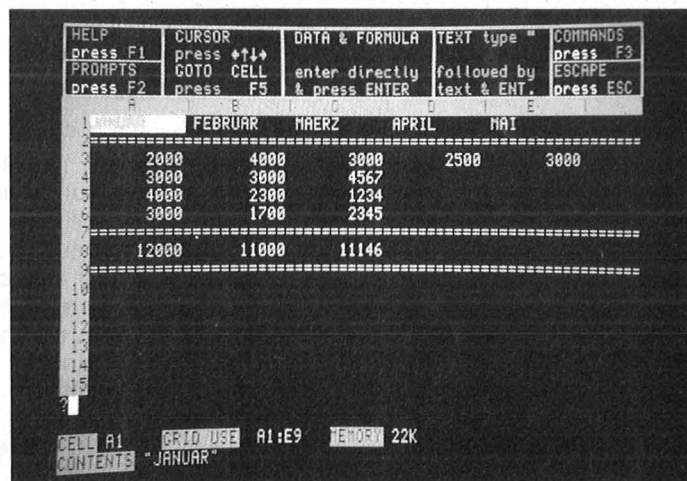 HELP CURSOR DATA & FORMULA TEXT type " COMMANDS
press F1 press ←↑↓→ press F3
PROMPTS GOTO CELL enter directly followed by ESCAPE
press F2 press F5 & press ENTER text & ENT. press ESC
A B C D E
1 JANUAR FEBRUAR MAERZ APRIL MAI
2 ========================================================
3 2000 4000 3000 2500 3000
4 3000 3000 4567
5 4000 2300 1234
6 3000 1700 2345
7 ========================================================
8 12000 11000 11146
9 ========================================================
10
11
12
13
14
15
?
CELL A1 GRID USE A1:E9 MEMORY 22K
CONTENTS "JANUAR"